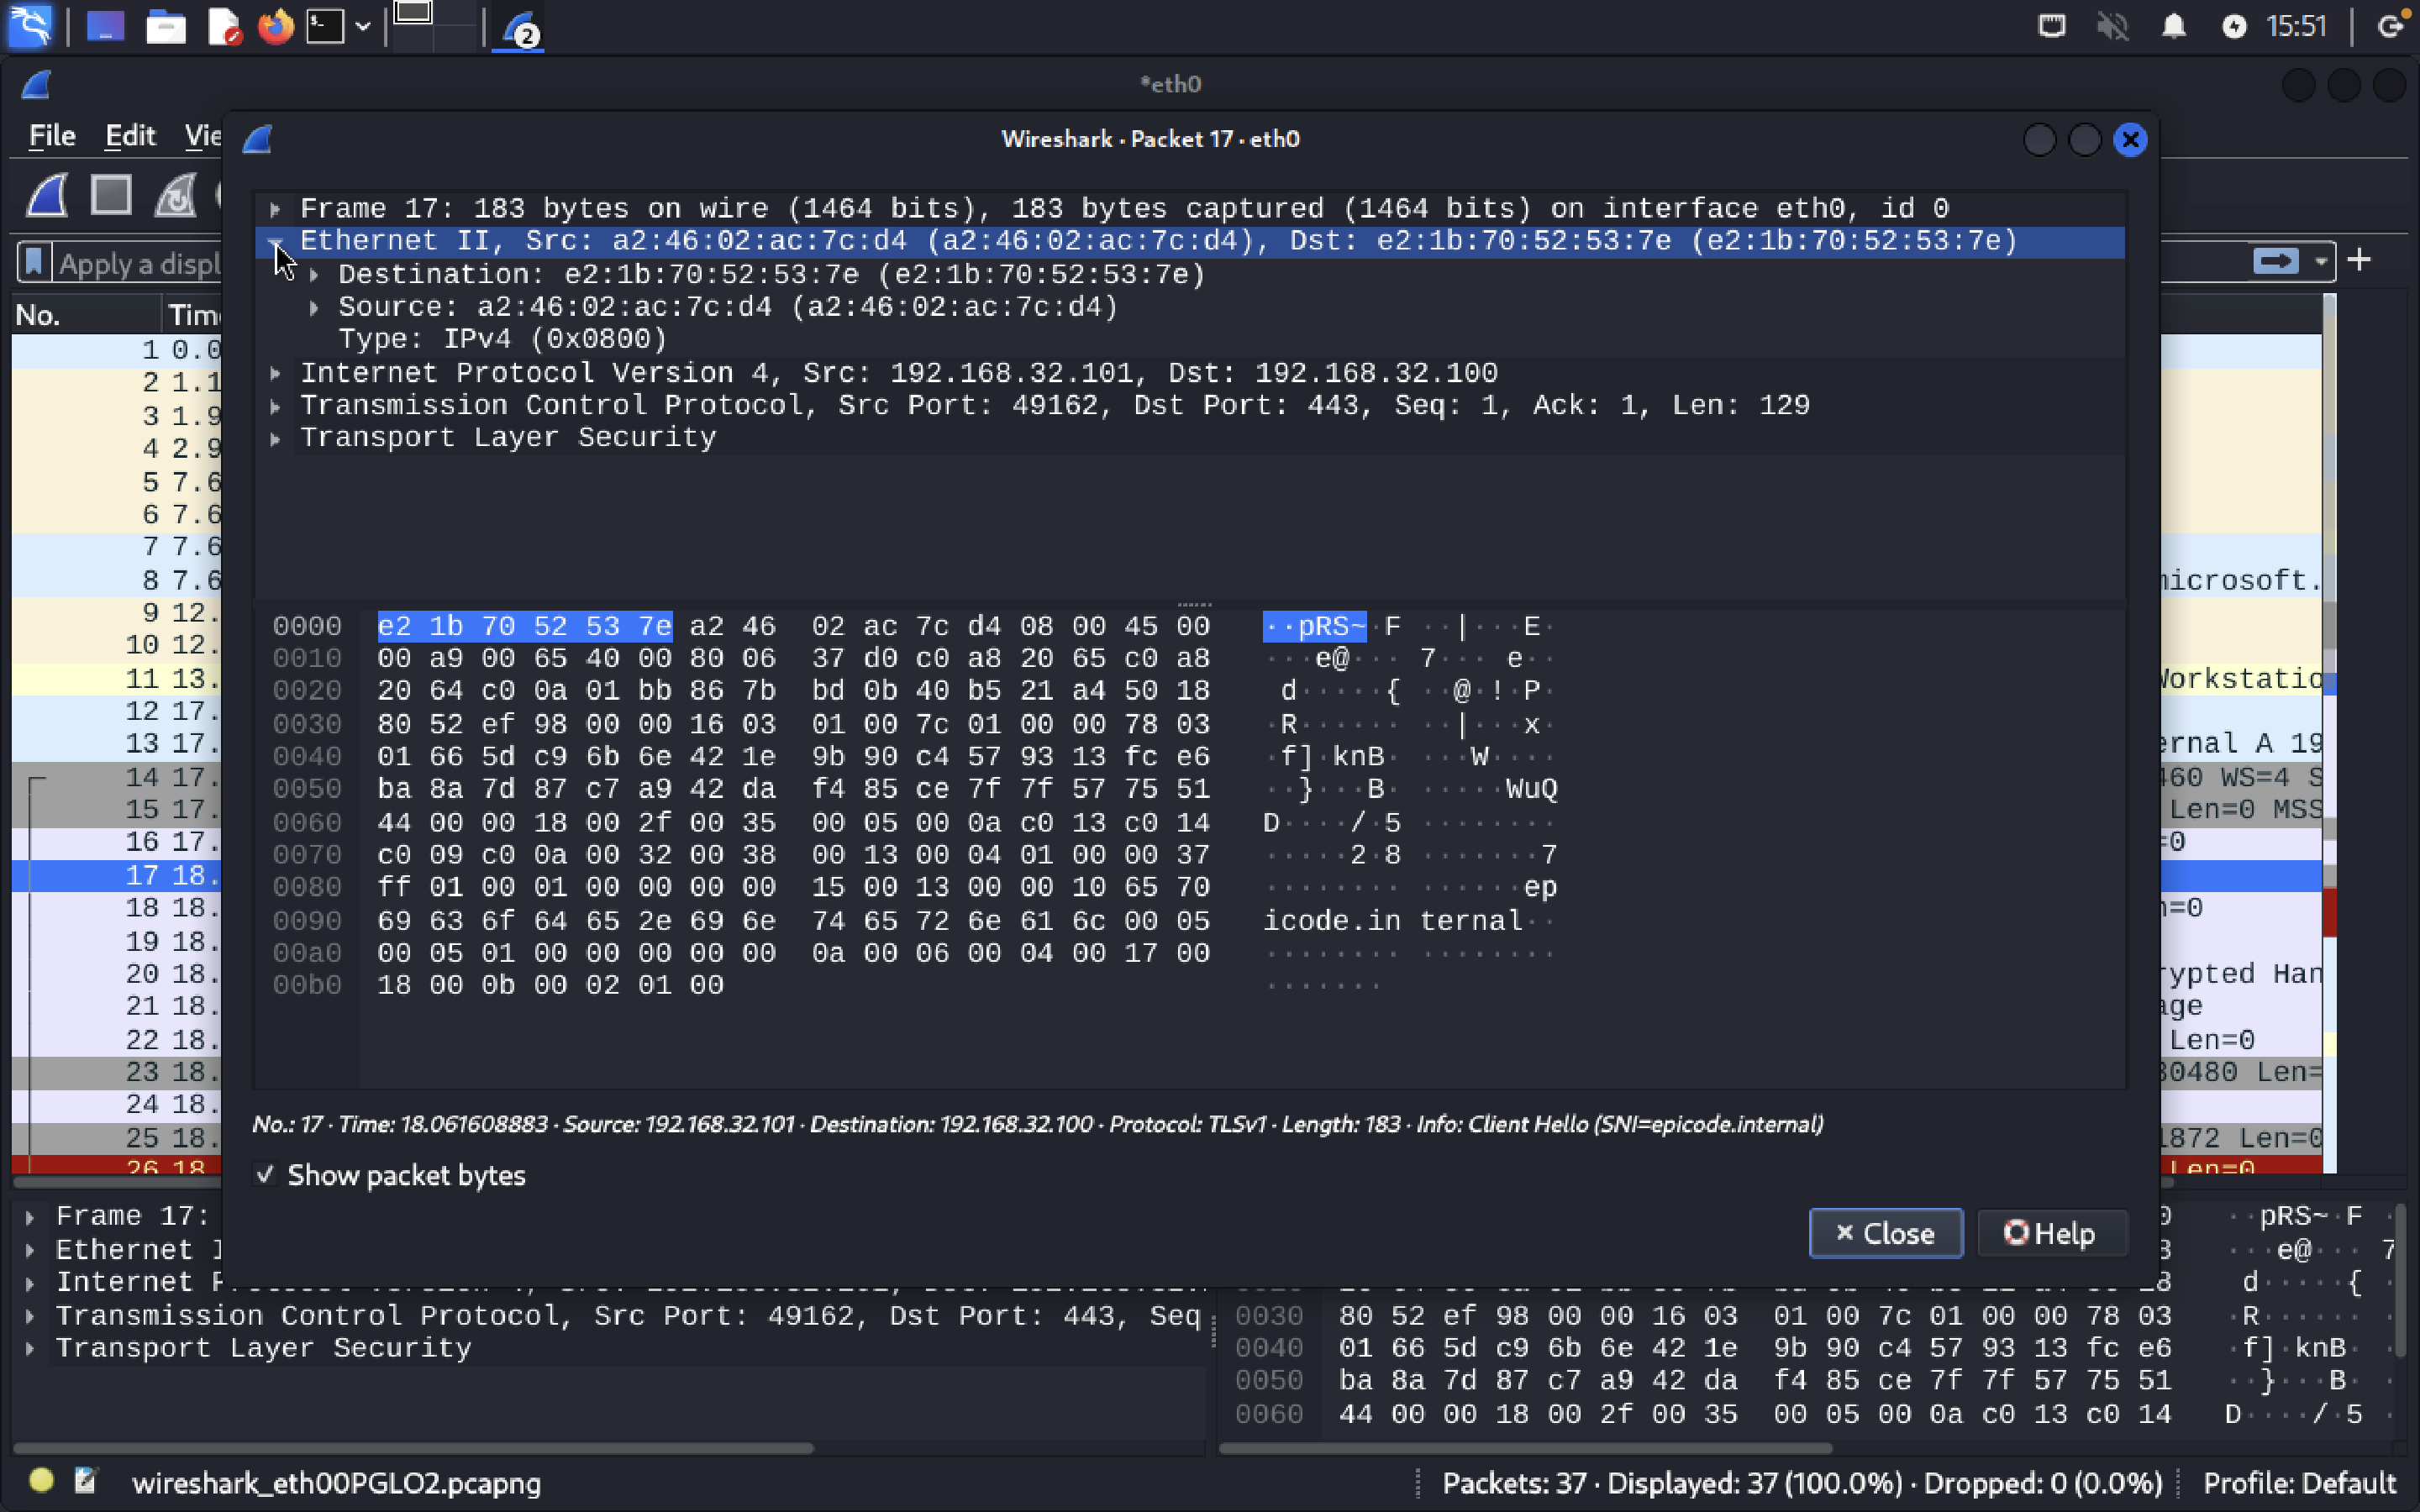 2
15:51
*eth0
File Edit Vie
Wireshark · Packet 17 · eth0
Frame 17: 183 bytes on wire (1464 bits), 183 bytes captured (1464 bits) on interface eth0, id 0
Ethernet II, Src: a2:46:02:ac:7c:d4 (a2:46:02:ac:7c:d4), Dst: e2:1b:70:52:53:7e (e2:1b:70:52:53:7e)
Destination: e2:1b:70:52:53:7e (e2:1b:70:52:53:7e)
Source: a2:46:02:ac:7c:d4 (a2:46:02:ac:7c:d4)
Type: IPv4 (0x0800)
Internet Protocol Version 4, Src: 192.168.32.101, Dst: 192.168.32.100
Transmission Control Protocol, Src Port: 49162, Dst Port: 443, Seq: 1, Ack: 1, Len: 129
Transport Layer Security
Apply a displ
No. Tim
1 0.0
2 1.1
3 1.9
4 2.9
5 7.6
6 7.6
7 7.6
8 7.6 microsoft.
9 12.
10 12.
11 13. Workstatio
12 17.
13 17. ernal A 19
14 17. 460 WS=4 S
15 17. Len=0 MSS
16 17. =0
17 18.
18 18. n=0
19 18.
20 18. rypted Han
21 18. age
22 18. Len=0
23 18. 30480 Len=
24 18.
25 18. 1872 Len=0
26 18 Len=0
0000 e2 1b 70 52 53 7e a2 46 02 ac 7c d4 08 00 45 00 ··pRS~·F ··|···E·
0010 00 a9 00 65 40 00 80 06 37 d0 c0 a8 20 65 c0 a8 ···e@··· 7··· e··
0020 20 64 c0 0a 01 bb 86 7b bd 0b 40 b5 21 a4 50 18 d·····{ ··@·!·P·
0030 80 52 ef 98 00 00 16 03 01 00 7c 01 00 00 78 03 ·R······ ··|···x·
0040 01 66 5d c9 6b 6e 42 1e 9b 90 c4 57 93 13 fc e6 ·f]·knB· ···W····
0050 ba 8a 7d 87 c7 a9 42 da f4 85 ce 7f 7f 57 75 51 ··}···B· ·····WuQ
0060 44 00 00 18 00 2f 00 35 00 05 00 0a c0 13 c0 14 D····/·5 ········
0070 c0 09 c0 0a 00 32 00 38 00 13 00 04 01 00 00 37 ·····2·8 ·······7
0080 ff 01 00 01 00 00 00 00 15 00 13 00 00 10 65 70 ········ ······ep
0090 69 63 6f 64 65 2e 69 6e 74 65 72 6e 61 6c 00 05 icode.in ternal··
00a0 00 05 01 00 00 00 00 00 0a 00 06 00 04 00 17 00 ········ ········
00b0 18 00 0b 00 02 01 00 ·······
No.: 17 · Time: 18.061608883 · Source: 192.168.32.101 · Destination: 192.168.32.100 · Protocol: TLSv1 · Length: 183 · Info: Client Hello (SNI=epicode.internal)
Show packet bytes
Close Help
Frame 17:
Ethernet I
Internet P
Transmission Control Protocol, Src Port: 49162, Dst Port: 443, Seq
Transport Layer Security
··pRS~·F
···e@··· 7
d·····{
0030 80 52 ef 98 00 00 16 03 01 00 7c 01 00 00 78 03 ·R······
0040 01 66 5d c9 6b 6e 42 1e 9b 90 c4 57 93 13 fc e6 ·f]·knB·
0050 ba 8a 7d 87 c7 a9 42 da f4 85 ce 7f 7f 57 75 51 ··}···B·
0060 44 00 00 18 00 2f 00 35 00 05 00 0a c0 13 c0 14 D····/·5
wireshark_eth00PGLO2.pcapng
Packets: 37 · Displayed: 37 (100.0%) · Dropped: 0 (0.0%) Profile: Default